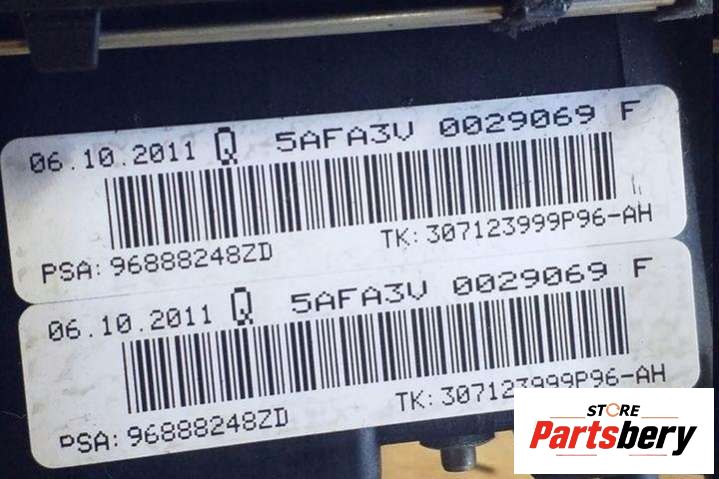 06.10.2011 Q 5AFA3V 0029069 F
PSA: 96888248ZD TK: 307123999P96-AH
06.10.2011 Q 5AFA3V 0029069 F
PSA: 96888248ZD TK: 307123999P96-AH
STORE
Partsbery